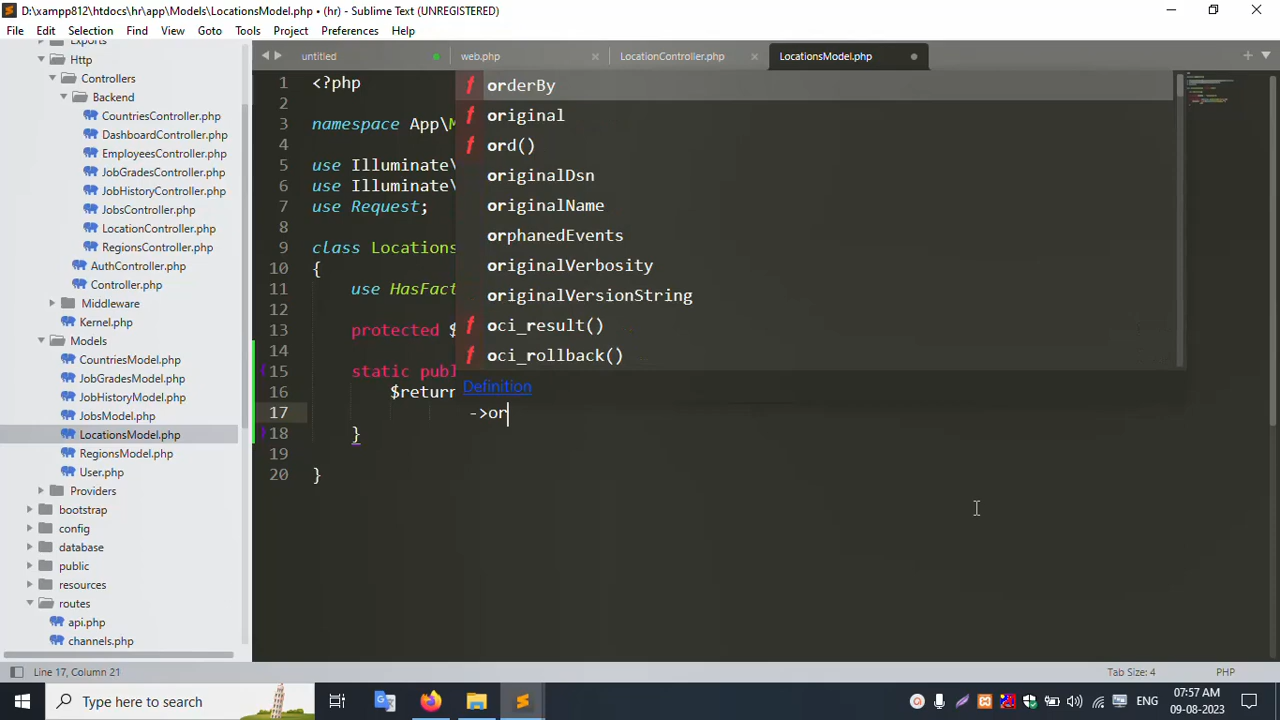 D:\xampp812\htdocs\hr\app\Models\LocationsModel.php • (hr) - Sublime Text (UNREGISTERED)
File Edit Selection Find View Goto Tools Project Preferences Help
Exports
Http
Controllers
Backend
CountriesController.php
DashboardController.php
EmployeesController.php
JobGradesController.php
JobHistoryController.php
JobsController.php
LocationController.php
RegionsController.php
AuthController.php
Controller.php
Middleware
Kernel.php
Models
CountriesModel.php
JobGradesModel.php
JobHistoryModel.php
JobsModel.php
LocationsModel.php
RegionsModel.php
User.php
Providers
bootstrap
config
database
public
resources
routes
api.php
channels.php
untitled web.php LocationController.php LocationsModel.php
1 <?php
2
3 namespace App\M
4
5 use Illuminate\
6 use Illuminate\
7 use Request;
8
9 class Locations
10 {
11 use HasFact
12
13 protected $
14
15 static publ
16 $return
17 ->or
18 }
19
20 }
orderBy
original
ord()
originalDsn
originalName
orphanedEvents
originalVerbosity
originalVersionString
oci_result()
oci_rollback()
Definition
Line 17, Column 21 Tab Size: 4 PHP
Type here to search
ENG
07:57 AM
09-08-2023